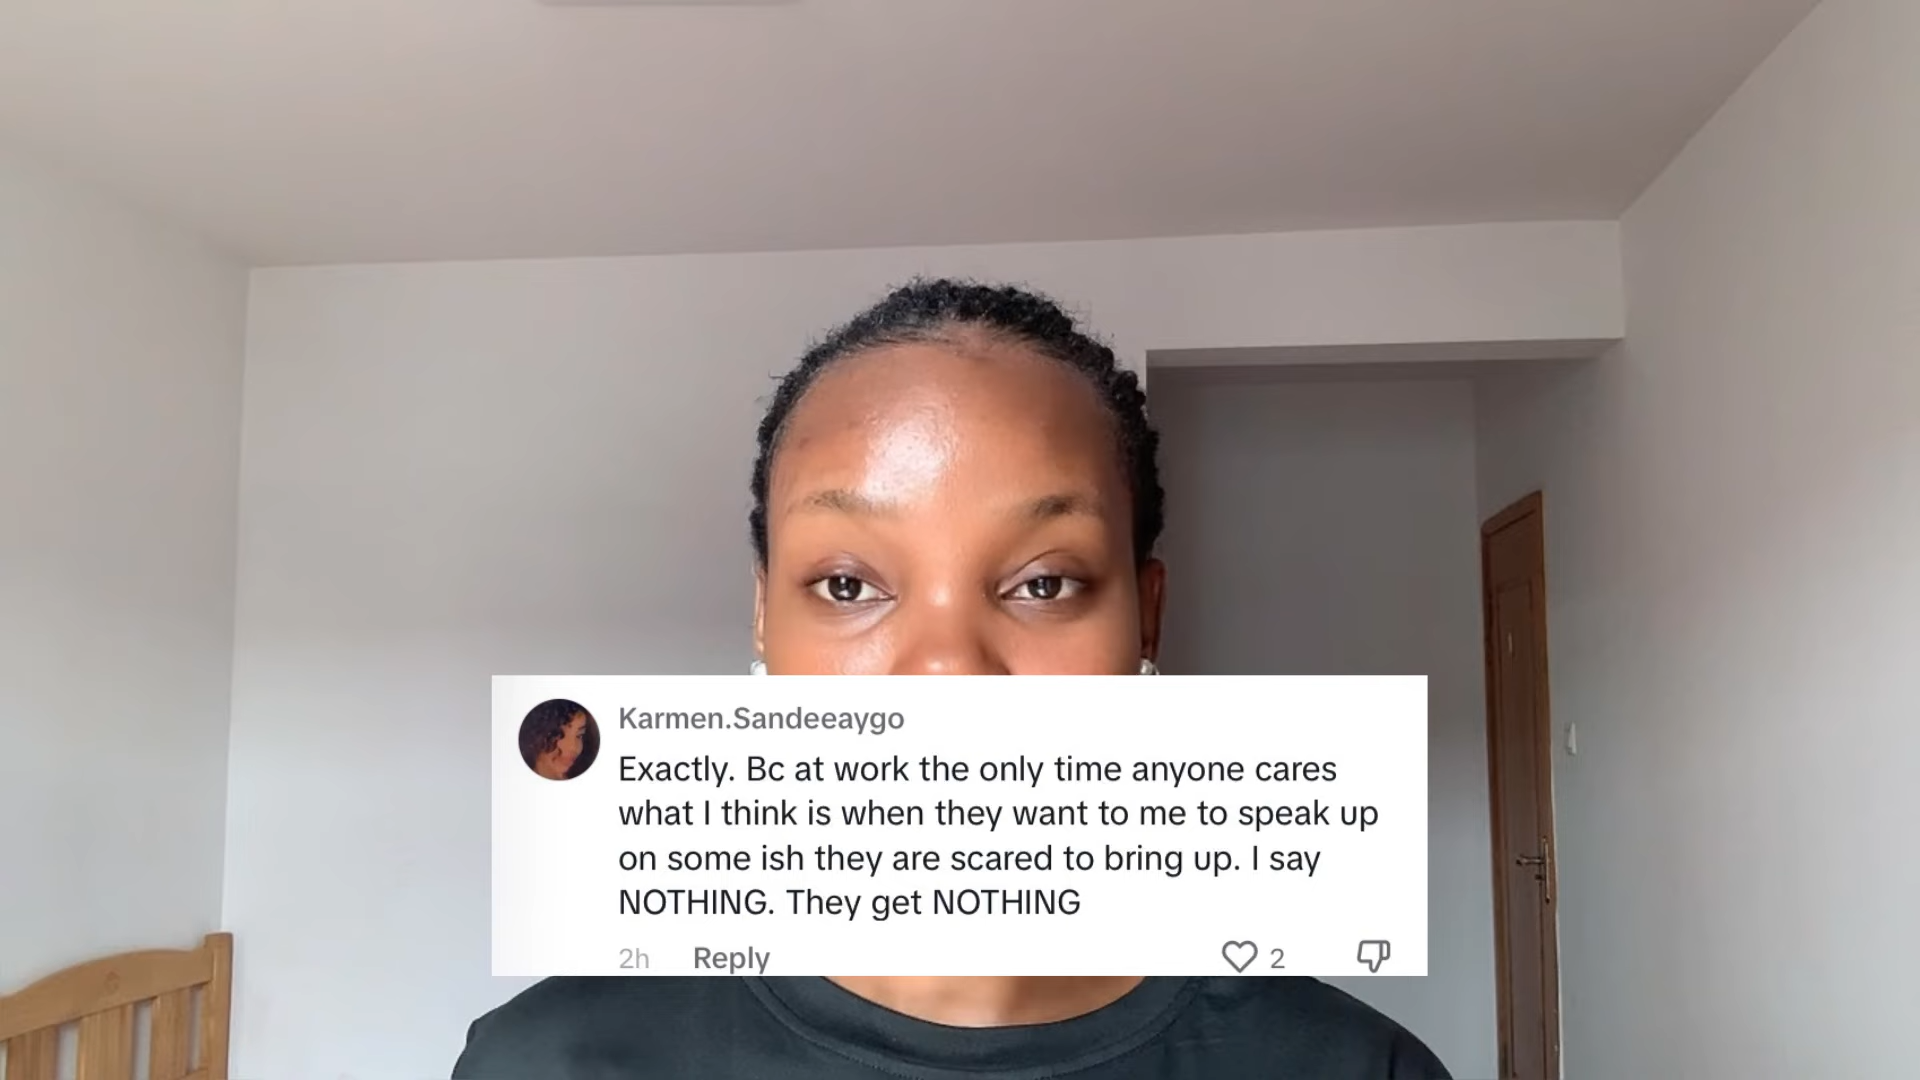 Karmen.Sandeeaygo
Exactly. Bc at work the only time anyone cares
what I think is when they want to me to speak up
on some ish they are scared to bring up. I say
NOTHING. They get NOTHING
2h Reply 2